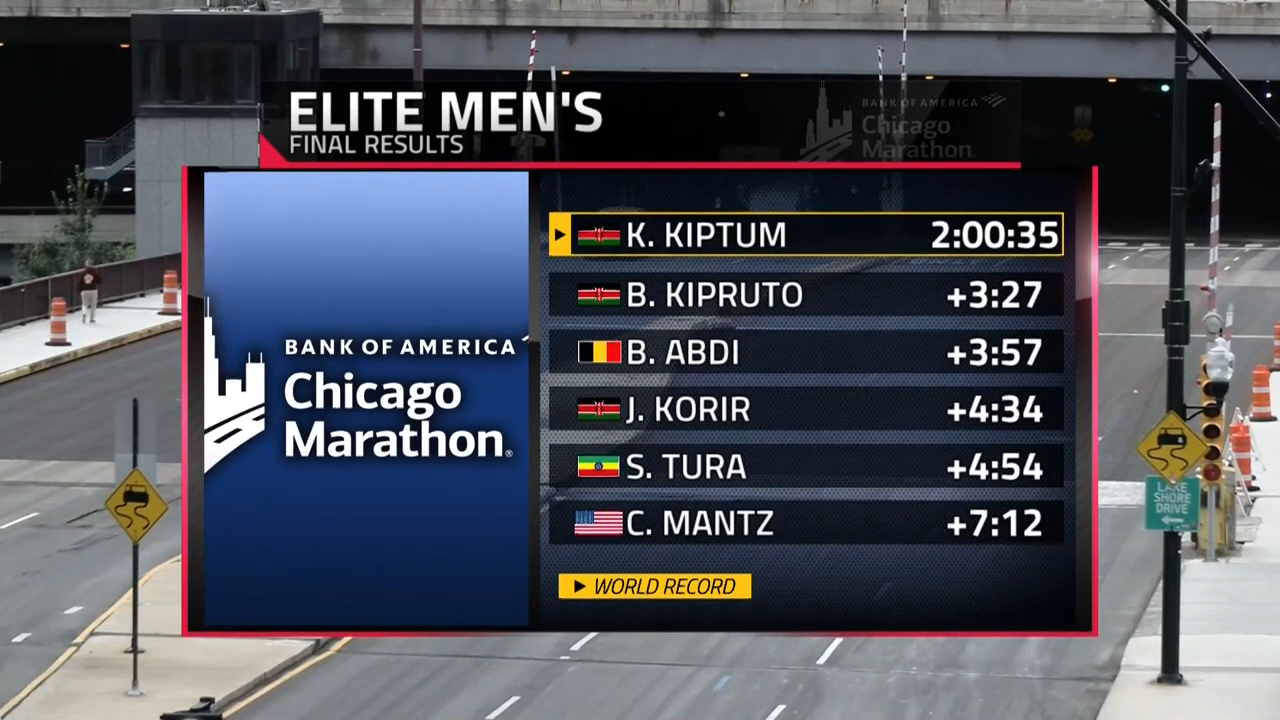 ELITE MEN'S
FINAL RESULTS
BANK OF AMERICA
Chicago
Marathon
BANK OF AMERICA
Chicago
Marathon®
K. KIPTUM 2:00:35
B. KIPRUTO +3:27
B. ABDI +3:57
J. KORIR +4:34
S. TURA +4:54
C. MANTZ +7:12
WORLD RECORD
LAKE
SHORE
DRIVE